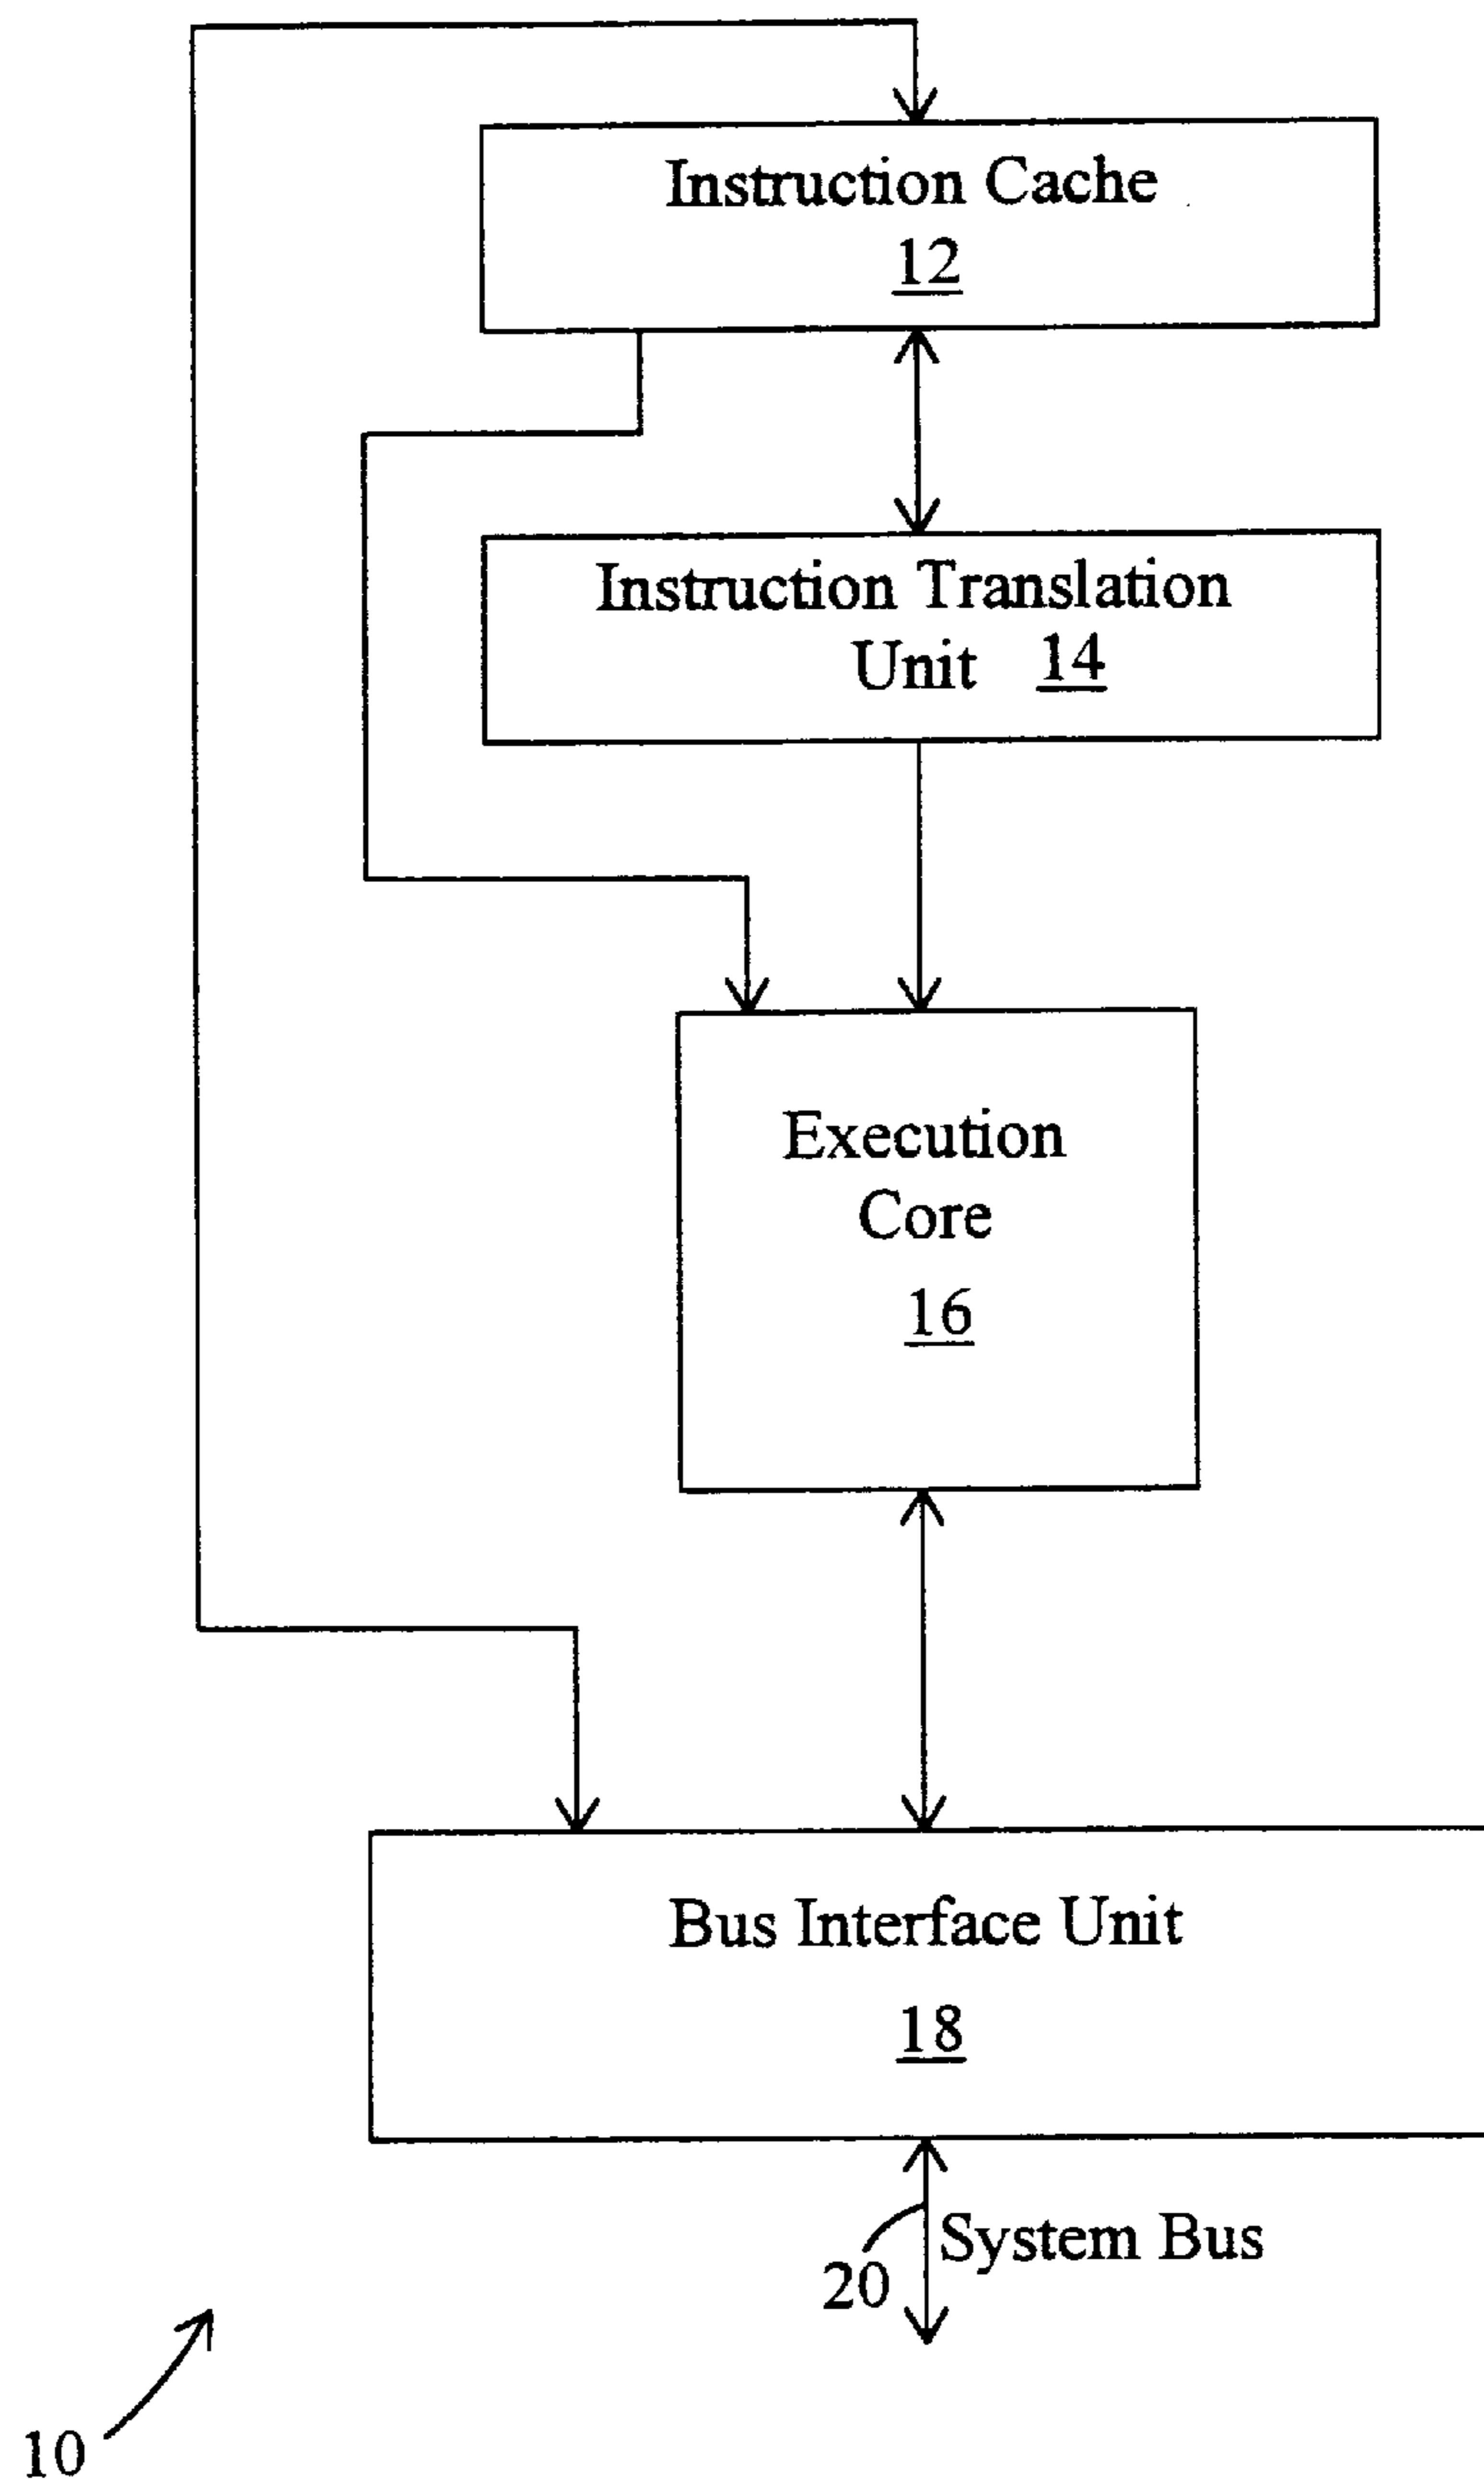 Instruction Cache
12
Instruction Translation
Unit 14
Execution
Core
16
Bus Interface Unit
18
System Bus
20
10